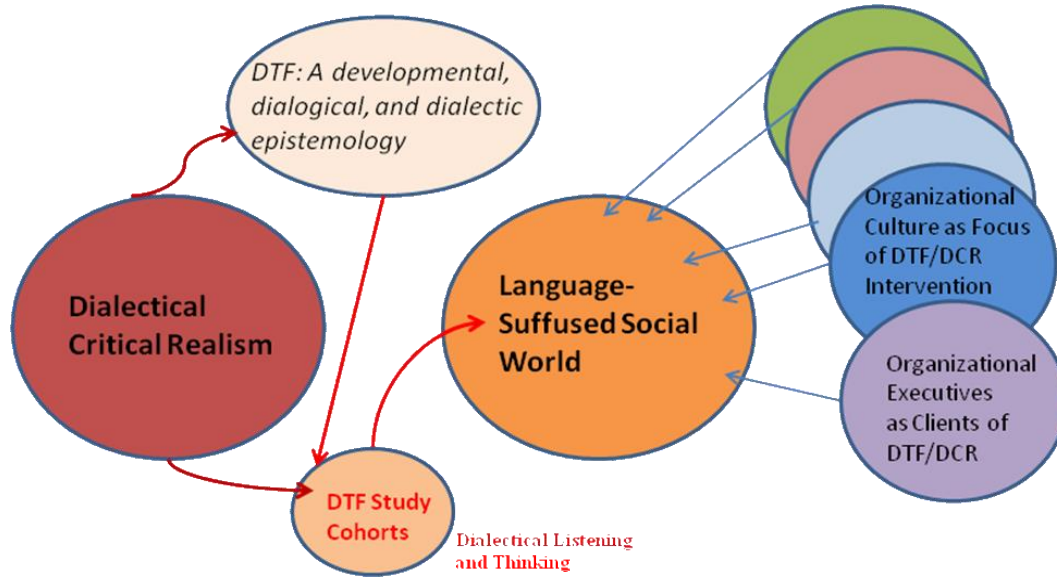 DTF: A developmental,
dialogical, and dialectic
epistemology
Dialectical
Critical Realism
DTF Study
Cohorts
Dialectical Listening
and Thinking
Language-
Suffused Social
World
Organizational
Culture as Focus
of DTF/DCR
Intervention
Organizational
Executives
as Clients of
DTF/DCR